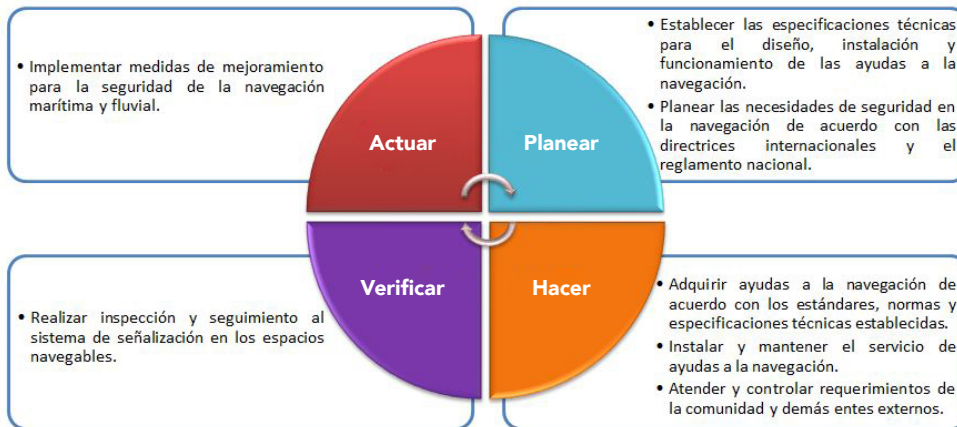 • Implementar medidas de mejoramiento
para la seguridad de la navegación
marítima y fluvial.
Actuar
Planear
• Establecer las especificaciones técnicas
para el diseño, instalación y
funcionamiento de las ayudas a la
navegación.
• Planear las necesidades de seguridad en
la navegación de acuerdo con las
directrices internacionales y el
reglamento nacional.
• Realizar inspección y seguimiento al
sistema de señalización en los espacios
navegables.
Verificar
Hacer
• Adquirir ayudas a la navegación de
acuerdo con los estándares, normas y
especificaciones técnicas establecidas.
• Instalar y mantener el servicio de
ayudas a la navegación.
• Atender y controlar requerimientos de
la comunidad y demás entes externos.